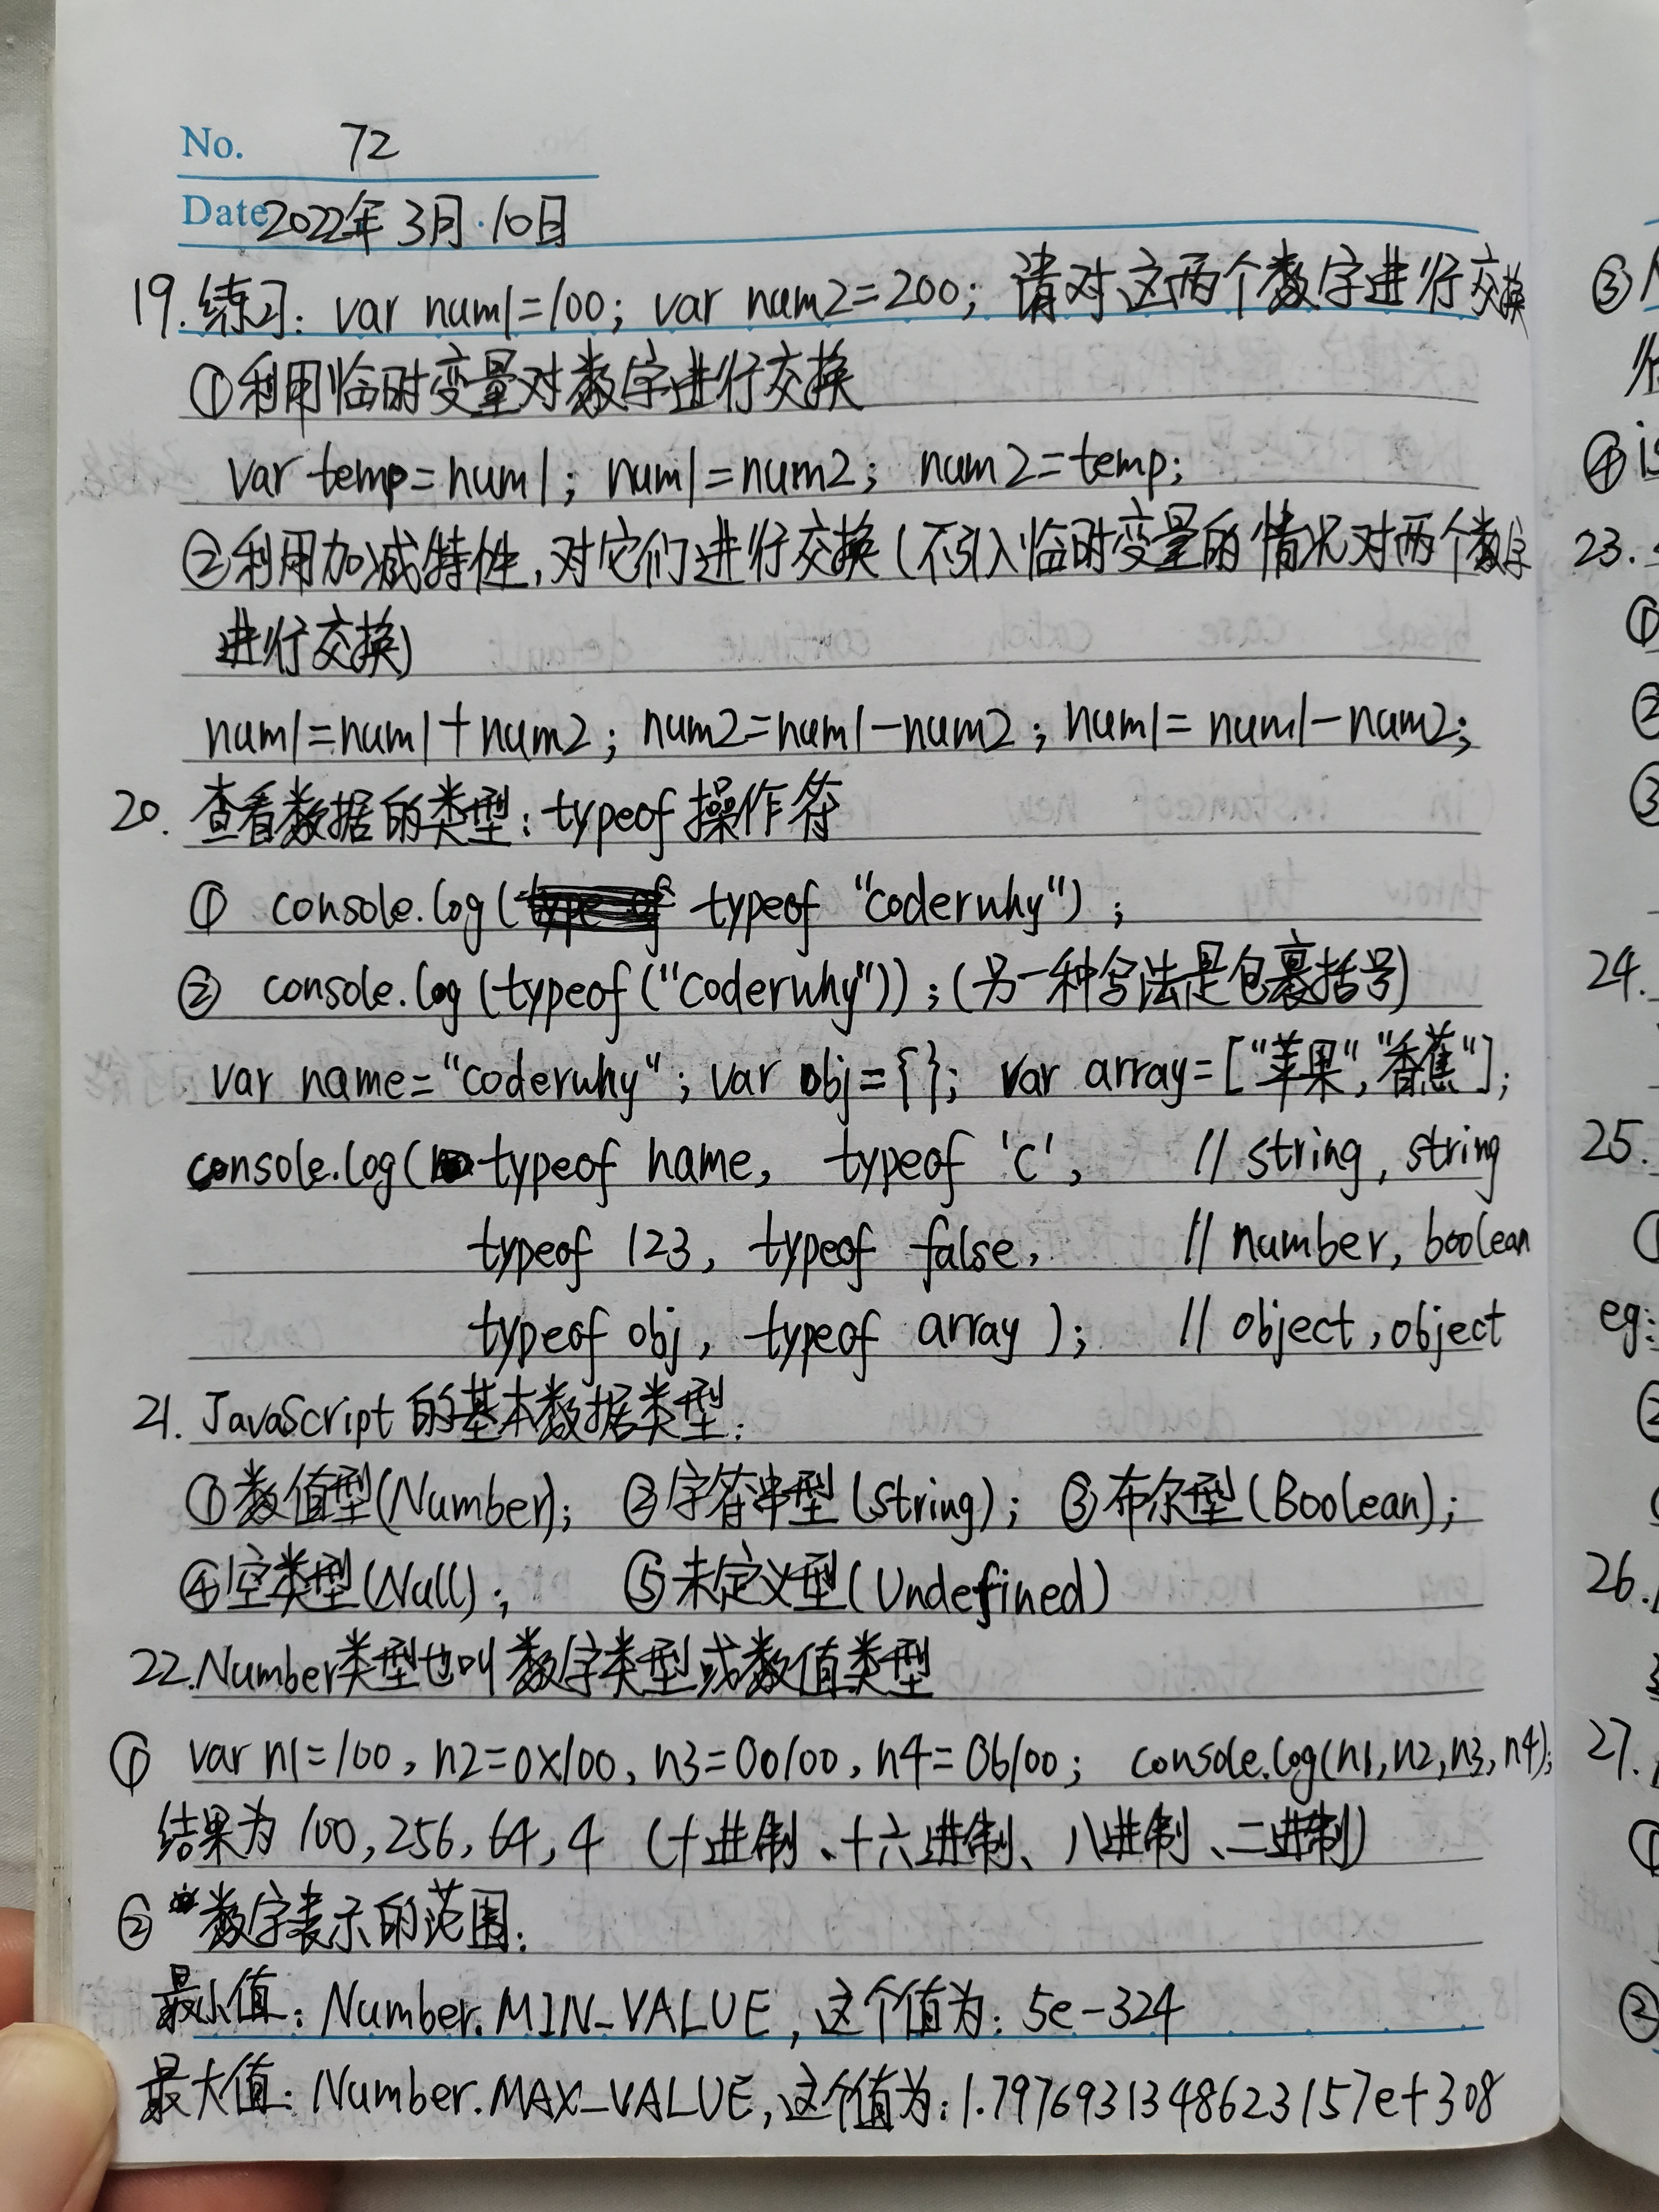 No. 72
Date 2022年3月10日
19.练习: var num1=100; var num2=200; 请对这两个数字进行交换
①利用临时变量对数字进行交换
var temp=num1; num1=num2; num2=temp;
②利用加减特性,对它们进行交换(不引入临时变量的情况对两个数字
进行交换)
num1=num1+num2; num2=num1-num2; num1=num1-num2;
20. 查看数据的类型: typeof 操作符
① console.log( typeof "coderwhy");
② console.log(typeof("coderwhy"));(另一种写法是包裹括号)
var name="coderwhy"; var obj={}; var array=["苹果","香蕉"];
console.log( typeof name, typeof 'c', // string, string
typeof 123, typeof false, // number, boolean
typeof obj, typeof array ); // object, object
21. JavaScript 的基本数据类型:
①数值型(Number); ②字符串型(String); ③布尔型(Boolean);
④空类型(Null); ⑤未定义型(Undefined)
22.Number类型也叫数字类型或数值类型
① var n1=100, n2=0x100, n3=0o100, n4=0b100; console.log(n1,n2,n3,n4);
结果为 100,256,64,4 (十进制、十六进制、八进制、二进制)
② *数字表示的范围:
最小值: Number.MIN_VALUE, 这个值为: 5e-324
最大值: Number.MAX_VALUE, 这个值为: 1.7976931348623157e+308
③
④ is
23.
①
②
③
24.
25.
①
eg:
②
26.
27.
①
②